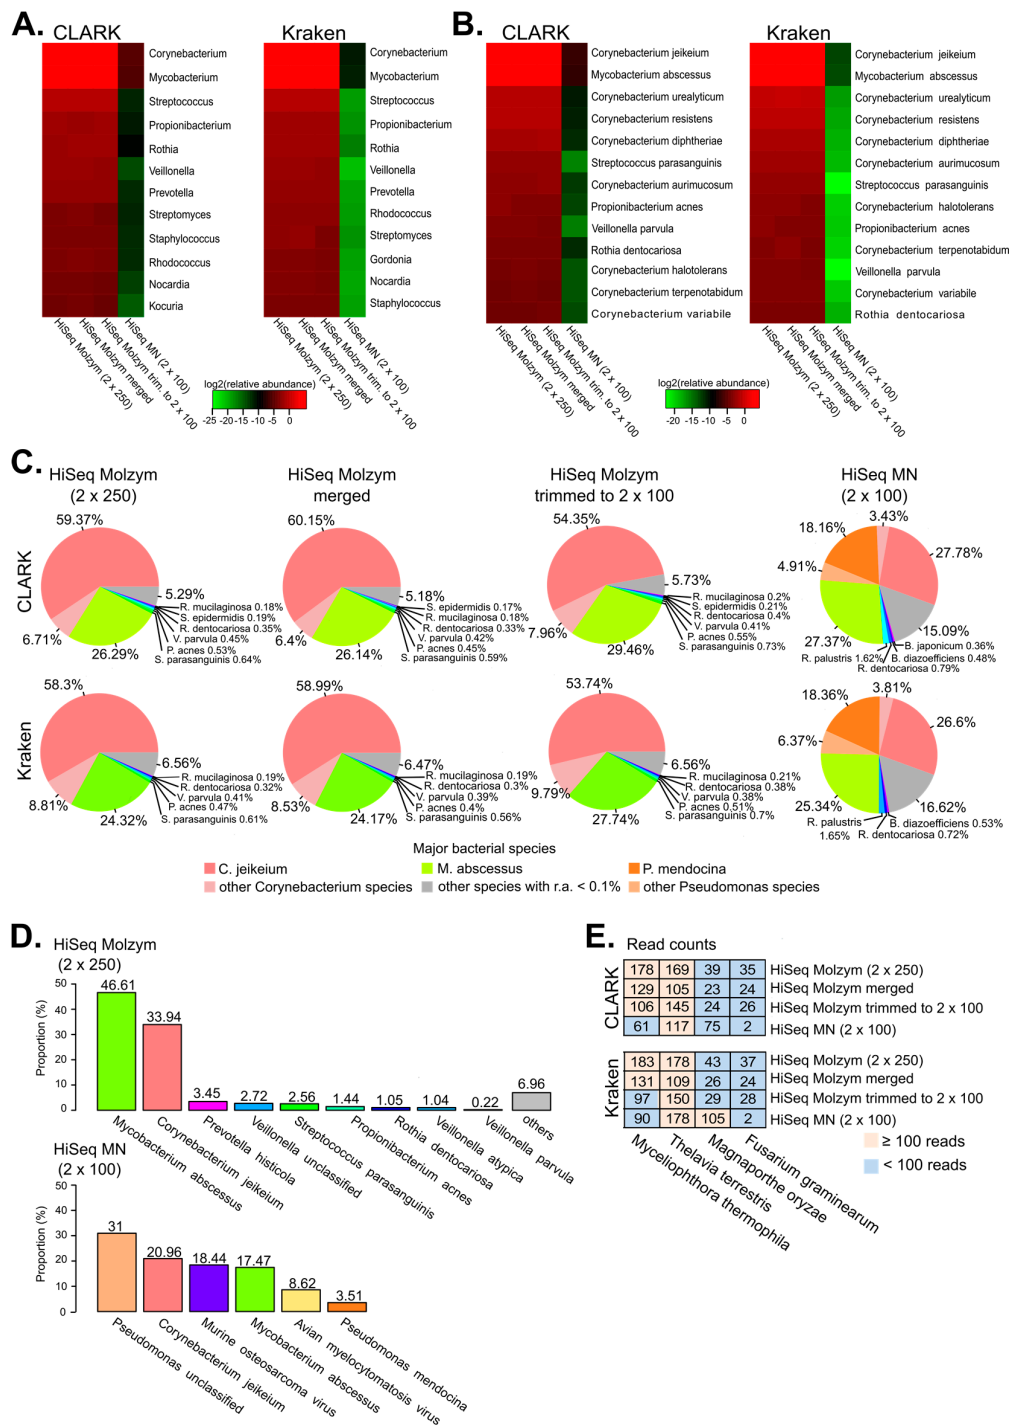 A.
CLARK
Kraken
Corynebacterium
Mycobacterium
Streptococcus
Propionibacterium
Rothia
Veillonella
Prevotella
Streptomyces
Staphylococcus
Rhodococcus
Nocardia
Kocuria
HiSeq Molzym (2 x 250)
HiSeq Molzym merged
HiSeq Molzym trim. to 2 x 100
HiSeq MN (2 x 100)
Corynebacterium
Mycobacterium
Streptococcus
Propionibacterium
Rothia
Veillonella
Prevotella
Rhodococcus
Streptomyces
Gordonia
Nocardia
Staphylococcus
HiSeq Molzym (2 x 250)
HiSeq Molzym merged
HiSeq Molzym trim. to 2 x 100
HiSeq MN (2 x 100)
log2(relative abundance)
-25 -20 -15 -10 -5 0
B.
CLARK
Kraken
Corynebacterium jeikeium
Mycobacterium abscessus
Corynebacterium urealyticum
Corynebacterium resistens
Corynebacterium diphtheriae
Streptococcus parasanguinis
Corynebacterium aurimucosum
Propionibacterium acnes
Veillonella parvula
Rothia dentocariosa
Corynebacterium halotolerans
Corynebacterium terpenotabidum
Corynebacterium variabile
HiSeq Molzym (2 x 250)
HiSeq Molzym merged
HiSeq Molzym trim. to 2 x 100
HiSeq MN (2 x 100)
Corynebacterium jeikeium
Mycobacterium abscessus
Corynebacterium urealyticum
Corynebacterium resistens
Corynebacterium diphtheriae
Corynebacterium aurimucosum
Streptococcus parasanguinis
Corynebacterium halotolerans
Propionibacterium acnes
Corynebacterium terpenotabidum
Veillonella parvula
Corynebacterium variabile
Rothia dentocariosa
HiSeq Molzym (2 x 250)
HiSeq Molzym merged
HiSeq Molzym trim. to 2 x 100
HiSeq MN (2 x 100)
log2(relative abundance)
-25 -20 -15 -10 -5 0
C.
HiSeq Molzym
(2 x 250)
HiSeq Molzym
merged
HiSeq Molzym
trimmed to 2 x 100
HiSeq MN
(2 x 100)
CLARK
59.37%
5.29%
R. mucilaginosa 0.18%
S. epidermidis 0.19%
R. dentocariosa 0.35%
V. parvula 0.45%
P. acnes 0.53%
S. parasanguinis 0.64%
6.71%
26.29%
60.15%
5.18%
S. epidermidis 0.17%
R. mucilaginosa 0.18%
R. dentocariosa 0.33%
V. parvula 0.42%
P. acnes 0.45%
S. parasanguinis 0.59%
6.4%
26.14%
54.35%
5.73%
R. mucilaginosa 0.2%
S. epidermidis 0.21%
R. dentocariosa 0.4%
V. parvula 0.41%
P. acnes 0.55%
S. parasanguinis 0.73%
7.96%
29.46%
3.43%
18.16%
27.78%
4.91%
15.09%
27.37%
B. japonicum 0.36%
R. palustris 1.62%
B. diazoefficiens 0.48%
R. dentocariosa 0.79%
Kraken
58.3%
6.56%
R. mucilaginosa 0.19%
R. dentocariosa 0.32%
V. parvula 0.41%
P. acnes 0.47%
S. parasanguinis 0.61%
8.81%
24.32%
58.99%
6.47%
R. mucilaginosa 0.19%
R. dentocariosa 0.3%
V. parvula 0.39%
P. acnes 0.4%
S. parasanguinis 0.56%
8.53%
24.17%
53.74%
6.56%
R. mucilaginosa 0.21%
R. dentocariosa 0.38%
V. parvula 0.38%
P. acnes 0.51%
S. parasanguinis 0.7%
9.79%
27.74%
3.81%
18.36%
26.6%
6.37%
16.62%
25.34%
R. palustris
1.65%
B. diazoefficiens 0.53%
R. dentocariosa 0.72%
Major bacterial species
C. jeikeium
M. abscessus
P. mendocina
other Corynebacterium species
other species with r.a. < 0.1%
other Pseudomonas species
D.
HiSeq Molzym
(2 x 250)
Proportion (%)
50
40
30
20
10
0
46.61
33.94
3.45
2.72
2.56
1.44
1.05
1.04
0.22
6.96
Mycobacterium abscessus
Corynebacterium jeikeium
Prevotella histicola
Veillonella unclassified
Streptococcus parasanguinis
Propionibacterium acnes
Rothia dentocariosa
Veillonella atypica
Veillonella parvula
others
HiSeq MN
(2 x 100)
Proportion (%)
50
40
30
20
10
0
31
20.96
18.44
17.47
8.62
3.51
Pseudomonas unclassified
Corynebacterium jeikeium
Murine osteosarcoma virus
Mycobacterium abscessus
Avian myelocytomatosis virus
Pseudomonas mendocina
E.
Read counts
CLARK
178 169 39 35 HiSeq Molzym (2 x 250)
129 105 23 24 HiSeq Molzym merged
106 145 24 26 HiSeq Molzym trimmed to 2 x 100
61 117 75 2 HiSeq MN (2 x 100)
Kraken
183 178 43 37 HiSeq Molzym (2 x 250)
131 109 26 24 HiSeq Molzym merged
97 150 29 28 HiSeq Molzym trimmed to 2 x 100
90 178 105 2 HiSeq MN (2 x 100)
≥ 100 reads
< 100 reads
Myceliophthora thermophila
Thelavia terrestris
Magnaporthe oryzae
Fusarium graminearum